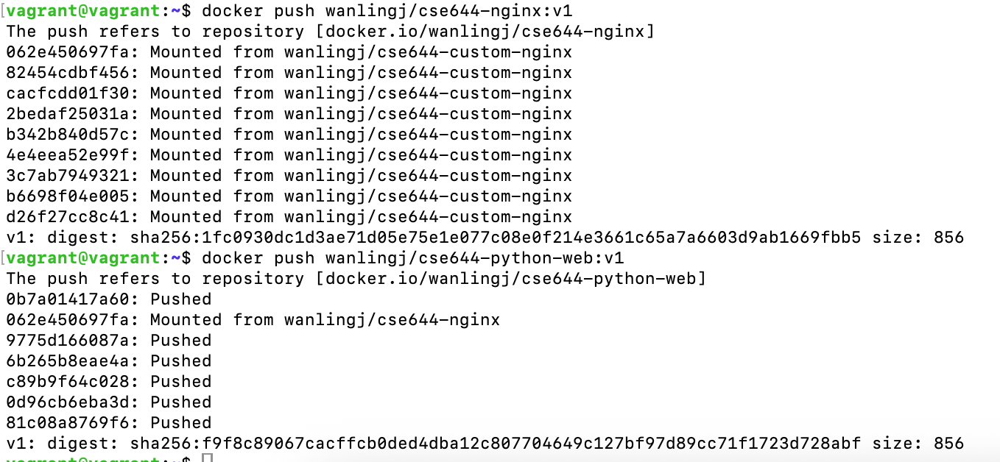 [vagrant@vagrant:~$ docker push wanlingj/cse644-nginx:v1
The push refers to repository [docker.io/wanlingj/cse644-nginx]
062e450697fa: Mounted from wanlingj/cse644-custom-nginx
82454cdbf456: Mounted from wanlingj/cse644-custom-nginx
cacfcdd01f30: Mounted from wanlingj/cse644-custom-nginx
2bedaf25031a: Mounted from wanlingj/cse644-custom-nginx
b342b840d57c: Mounted from wanlingj/cse644-custom-nginx
4e4eea52e99f: Mounted from wanlingj/cse644-custom-nginx
3c7ab7949321: Mounted from wanlingj/cse644-custom-nginx
b6698f04e005: Mounted from wanlingj/cse644-custom-nginx
d26f27cc8c41: Mounted from wanlingj/cse644-custom-nginx
v1: digest: sha256:1fc0930dc1d3ae71d05e75e1e077c08e0f214e3661c65a7a6603d9ab1669fbb5 size: 856
[vagrant@vagrant:~$ docker push wanlingj/cse644-python-web:v1
The push refers to repository [docker.io/wanlingj/cse644-python-web]
0b7a01417a60: Pushed
062e450697fa: Mounted from wanlingj/cse644-nginx
9775d166087a: Pushed
6b265b8eae4a: Pushed
c89b9f64c028: Pushed
0d96cb6eba3d: Pushed
81c08a8769f6: Pushed
v1: digest: sha256:f9f8c89067cacffcb0ded4dba12c807704649c127bf97d89cc71f1723d728abf size: 856
vagrant@vagrant:~$